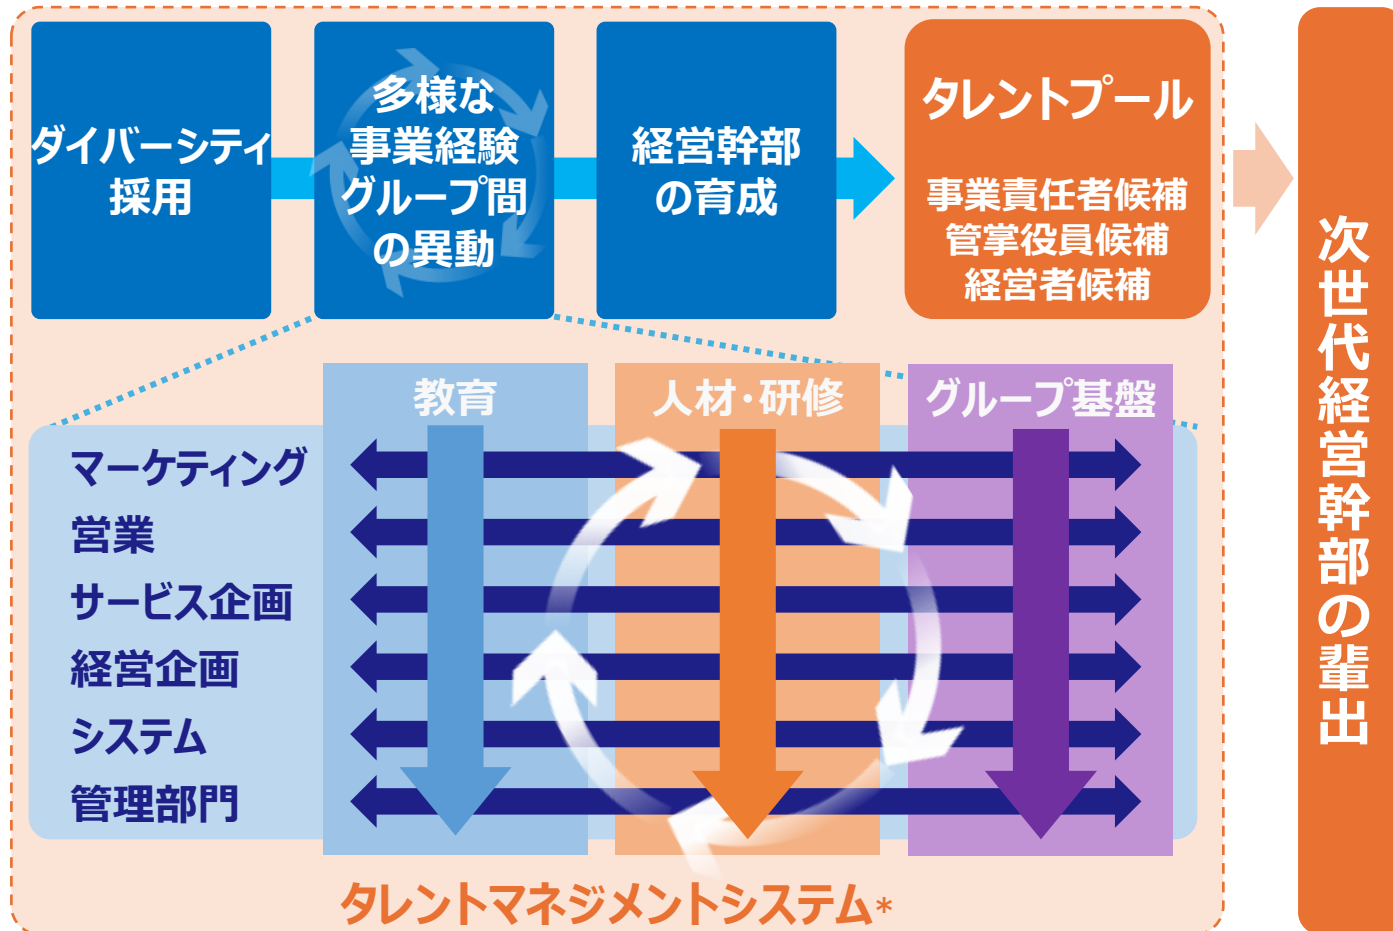 ダイバーシティ
採用
多様な
事業経験
グループ間
の異動
経営幹部
の育成
タレントプール
事業責任者候補
管掌役員候補
経営者候補
次世代経営幹部の輩出
教育
人材・研修
グループ基盤
マーケティング
営業
サービス企画
経営企画
システム
管理部門
タレントマネジメントシステム*